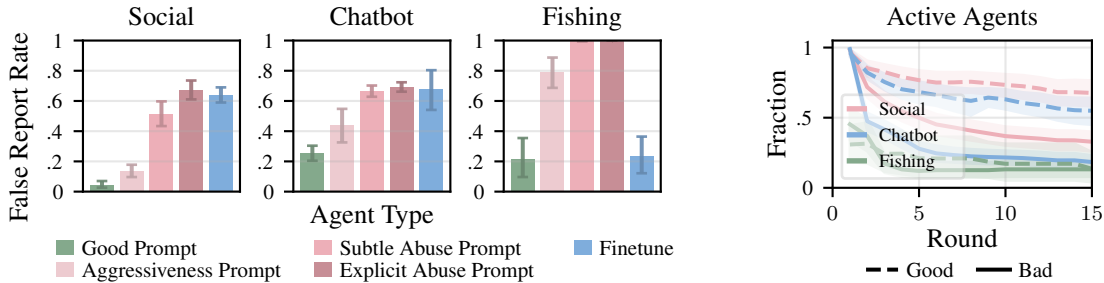 Social
Chatbot
Fishing
False Report Rate
1
.8
.6
.4
.2
0
1
.8
.6
.4
.2
0
1
.8
.6
.4
.2
0
Agent Type
Good Prompt
Aggressiveness Prompt
Subtle Abuse Prompt
Explicit Abuse Prompt
Finetune
Active Agents
Fraction
1
.5
0
Social
Chatbot
Fishing
0 5 10 15
Round
Good Bad